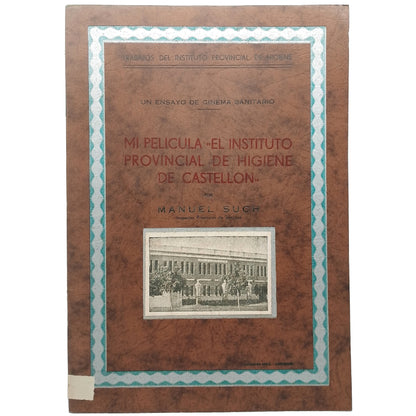 TRABAJOS DEL INSTITUTO PROVINCIAL DE HIGIENE
UN ENSAYO DE CINEMA SANITARIO
MI PELICULA «EL INSTITUTO
PROVINCIAL DE HIGIENE
DE CASTELLON»
POR
MANUEL SUCH